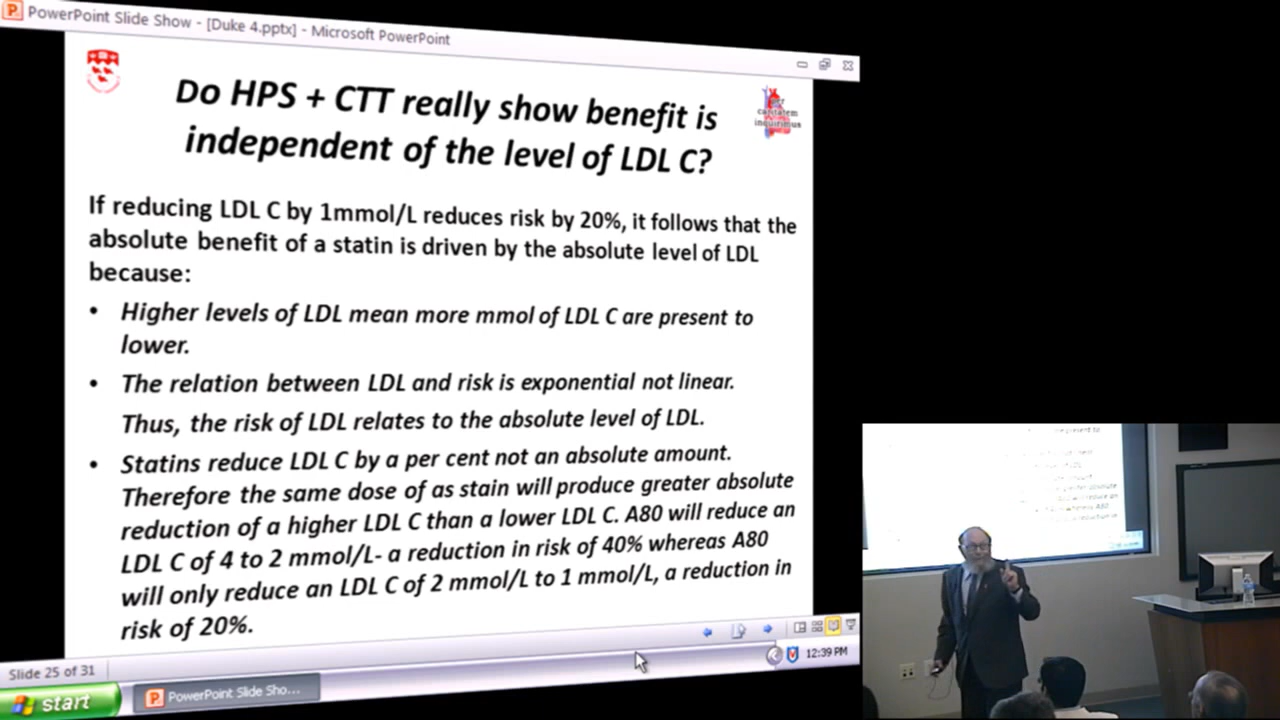 PowerPoint Slide Show - [Duke 4.pptx] - Microsoft PowerPoint
Do HPS + CTT really show benefit is
independent of the level of LDL C?
per
caritatem
inquirimus
If reducing LDL C by 1mmol/L reduces risk by 20%, it follows that the
absolute benefit of a statin is driven by the absolute level of LDL
because:
• Higher levels of LDL mean more mmol of LDL C are present to
lower.
• The relation between LDL and risk is exponential not linear.
Thus, the risk of LDL relates to the absolute level of LDL.
• Statins reduce LDL C by a per cent not an absolute amount.
Therefore the same dose of as stain will produce greater absolute
reduction of a higher LDL C than a lower LDL C. A80 will reduce an
LDL C of 4 to 2 mmol/L- a reduction in risk of 40% whereas A80
will only reduce an LDL C of 2 mmol/L to 1 mmol/L, a reduction in
risk of 20%.
Slide 25 of 31
start
PowerPoint Slide Sho...
12:39 PM